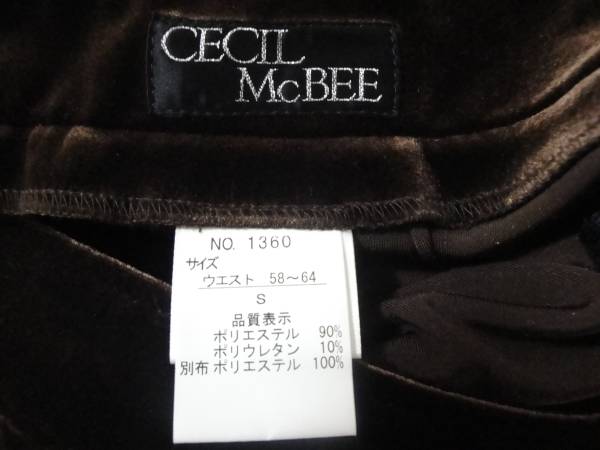 CECIL
McBEE
NO. 1360
サイズ
ウエスト 58～64
S
品質表示
ポリエステル 90%
ポリウレタン 10%
別布 ポリエステル 100%